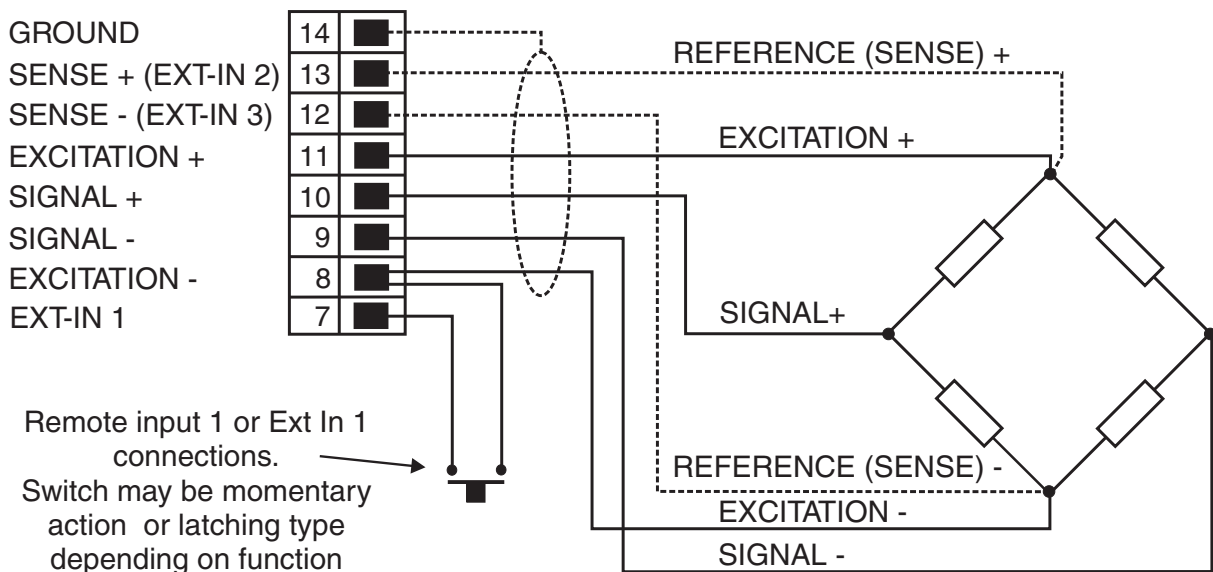 GROUND 14
SENSE + (EXT-IN 2) 13
SENSE - (EXT-IN 3) 12
EXCITATION + 11
SIGNAL + 10
SIGNAL - 9
EXCITATION - 8
EXT-IN 1 7
REFERENCE (SENSE) +
EXCITATION +
SIGNAL+
REFERENCE (SENSE) -
EXCITATION -
SIGNAL -
Remote input 1 or Ext In 1
connections.
Switch may be momentary
action or latching type
depending on function